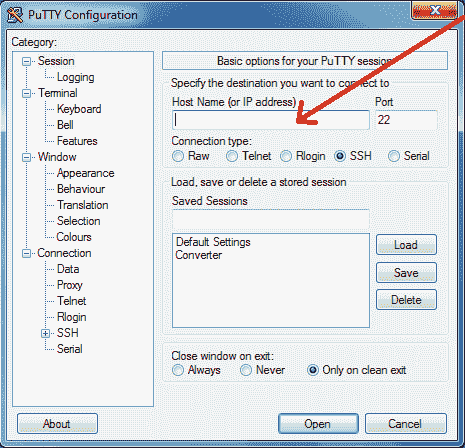 PuTTY Configuration
Category:
Session
Logging
Terminal
Keyboard
Bell
Features
Window
Appearance
Behaviour
Translation
Selection
Colours
Connection
Data
Proxy
Telnet
Rlogin
SSH
Serial
Basic options for your PuTTY session
Specify the destination you want to connect to
Host Name (or IP address) Port
22
Connection type:
Raw Telnet Rlogin SSH Serial
Load, save or delete a stored session
Saved Sessions
Default Settings
Converter
Load
Save
Delete
Close window on exit:
Always Never Only on clean exit
About Open Cancel